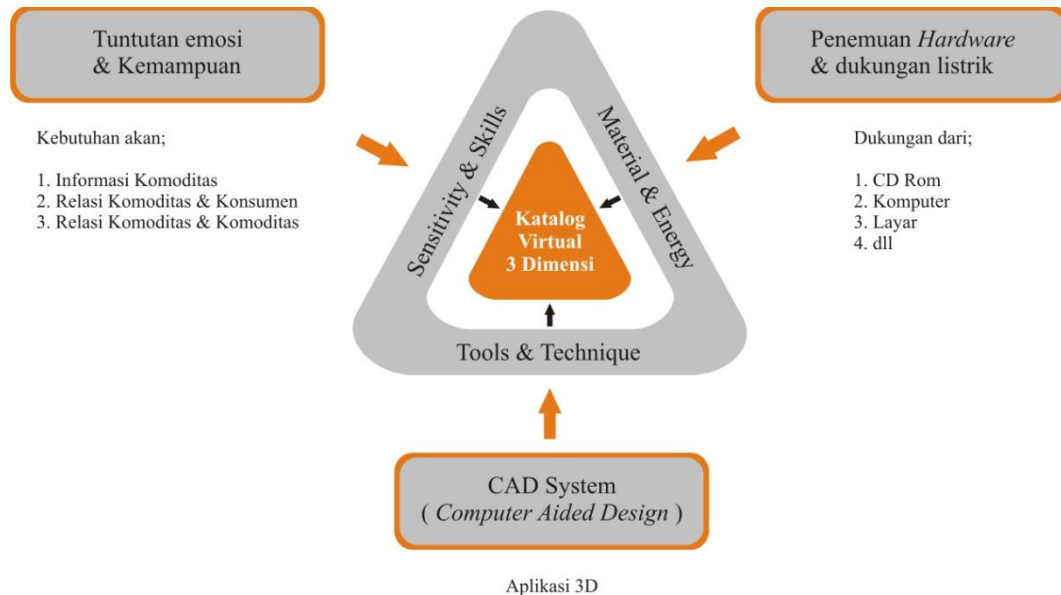 Tuntutan emosi
& Kemampuan
Kebutuhan akan;
1. Informasi Komoditas
2. Relasi Komoditas & Konsumen
3. Relasi Komoditas & Komoditas
Penemuan Hardware
& dukungan listrik
Dukungan dari;
1. CD Rom
2. Komputer
3. Layar
4. dll
Sensitivity & Skills
Material & Energy
Katalog
Virtual
3 Dimensi
Tools & Technique
CAD System
( Computer Aided Design )
Aplikasi 3D